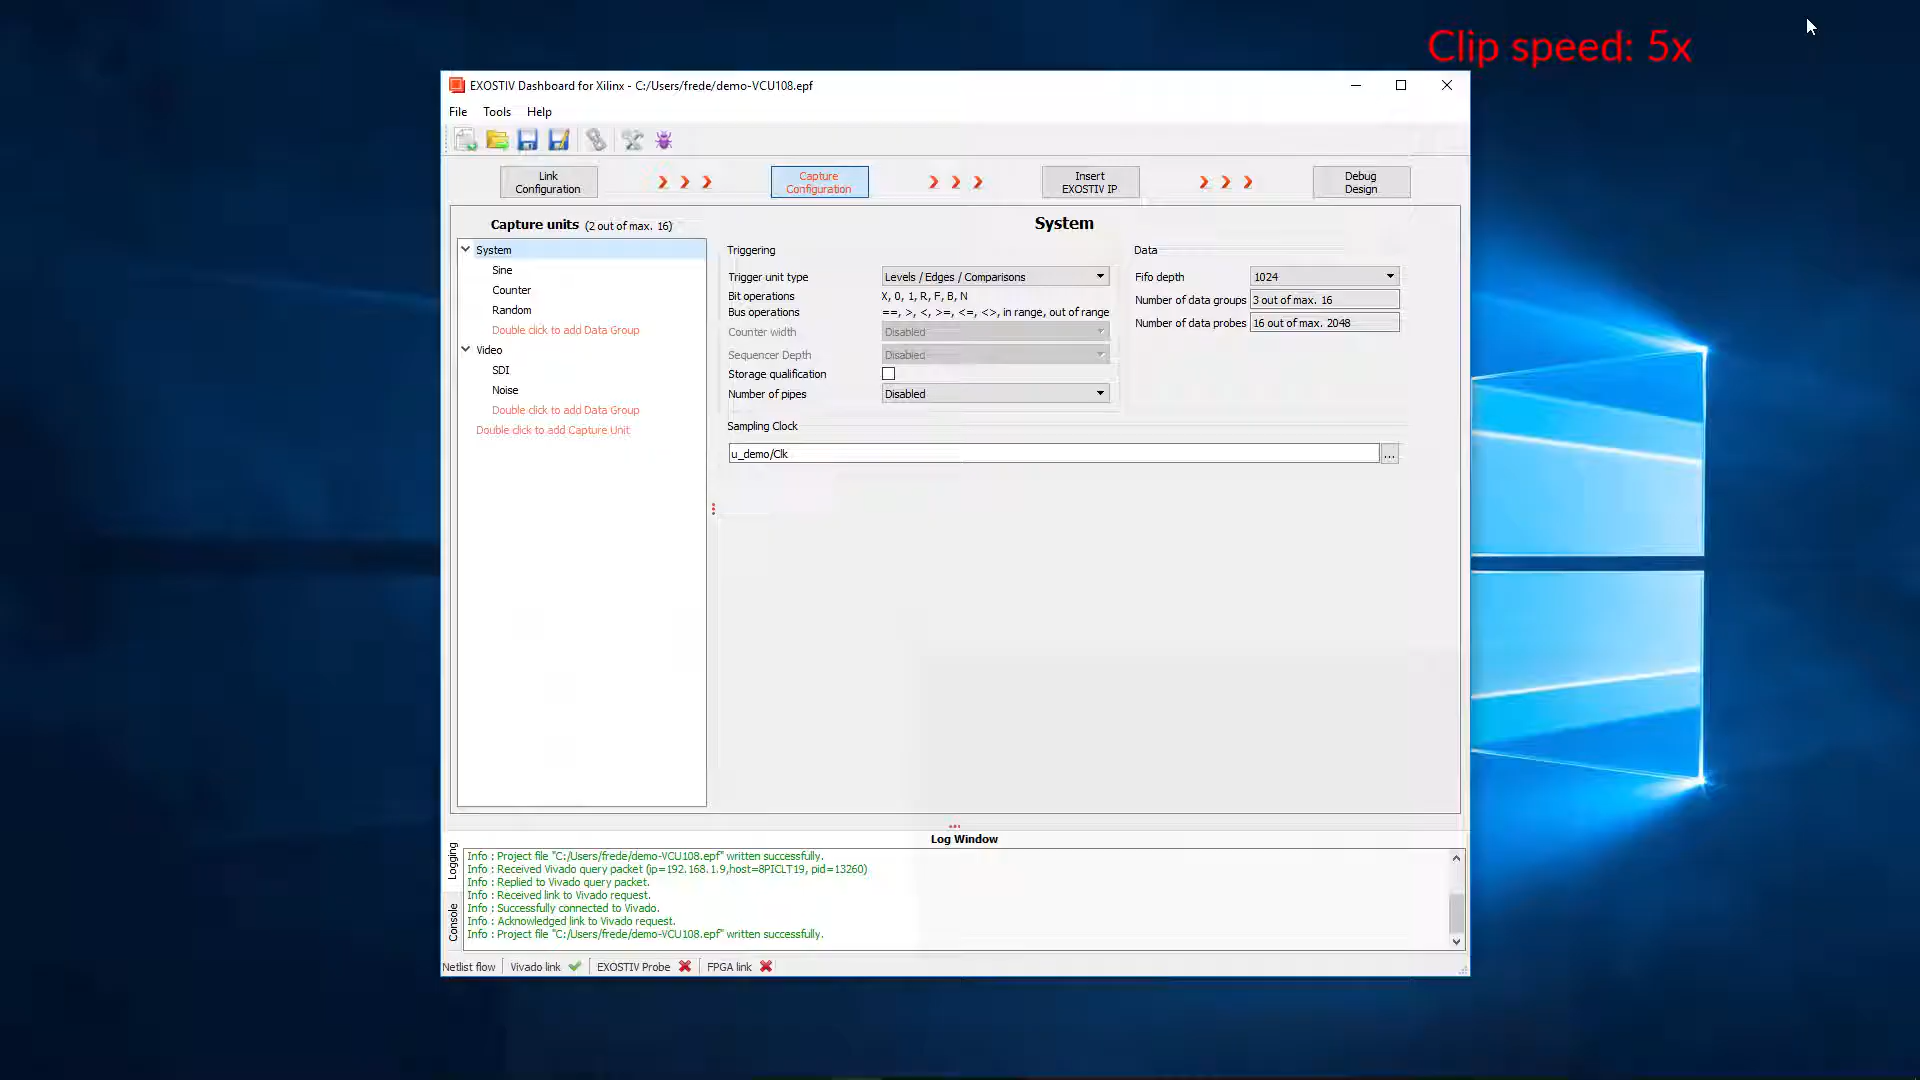 Clip speed: 5x
EXOSTIV Dashboard for Xilinx - C:/Users/frede/demo-VCU108.epf
File Tools Help
Link Configuration
Capture Configuration
Insert EXOSTIV IP
Debug Design
Capture units (2 out of max. 16)
System
Sine
Counter
Random
Double click to add Data Group
Video
SDI
Noise
Double click to add Data Group
Double click to add Capture Unit
System
Triggering
Trigger unit type Levels / Edges / Comparisons
Bit operations X, 0, 1, R, F, B, N
Bus operations ==, >, <, >=, <=, <>, in range, out of range
Counter width Disabled
Sequencer Depth Disabled
Storage qualification
Number of pipes Disabled
Data
Fifo depth 1024
Number of data groups 3 out of max. 16
Number of data probes 16 out of max. 2048
Sampling Clock
u_demo/Clk ...
Log Window
Logging
Console
Info : Project file "C:/Users/frede/demo-VCU108.epf" written successfully.
Info : Received Vivado query packet (ip=192.168.1.9,host=8PICLT19, pid=13260)
Info : Replied to Vivado query packet.
Info : Received link to Vivado request.
Info : Successfully connected to Vivado.
Info : Acknowledged link to Vivado request.
Info : Project file "C:/Users/frede/demo-VCU108.epf" written successfully.
Netlist flow Vivado link EXOSTIV Probe FPGA link